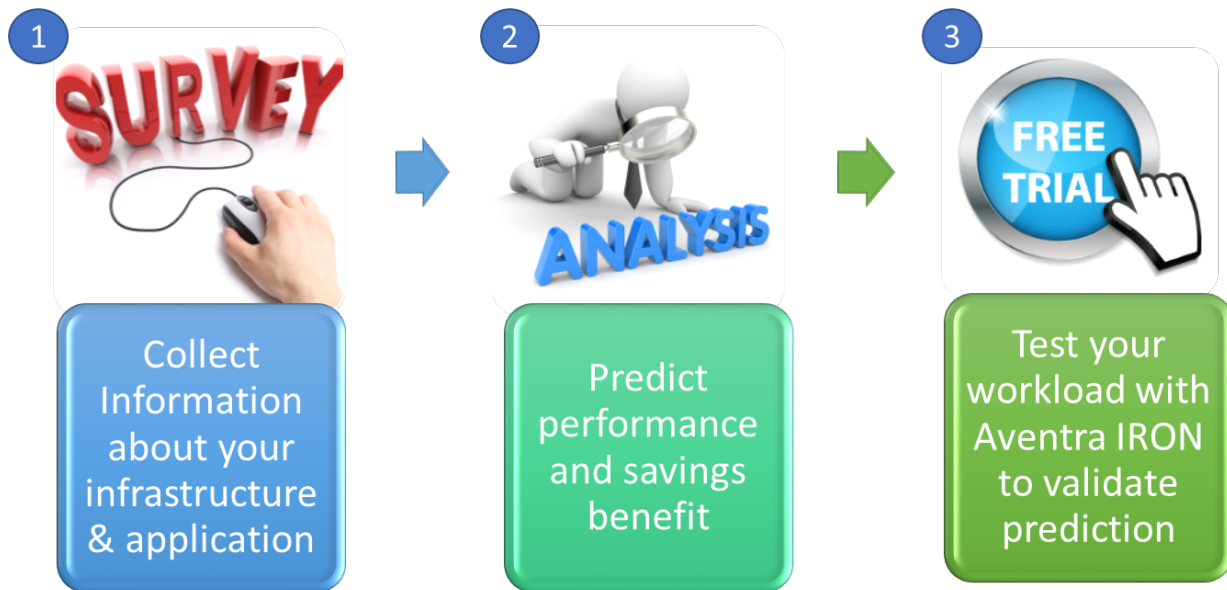 1
SURVEY
Collect
Information
about your
infrastructure
& application
2
ANALYSIS
Predict
performance
and savings
benefit
3
FREE
TRIAL
Test your
workload with
Aventra IRON
to validate
prediction